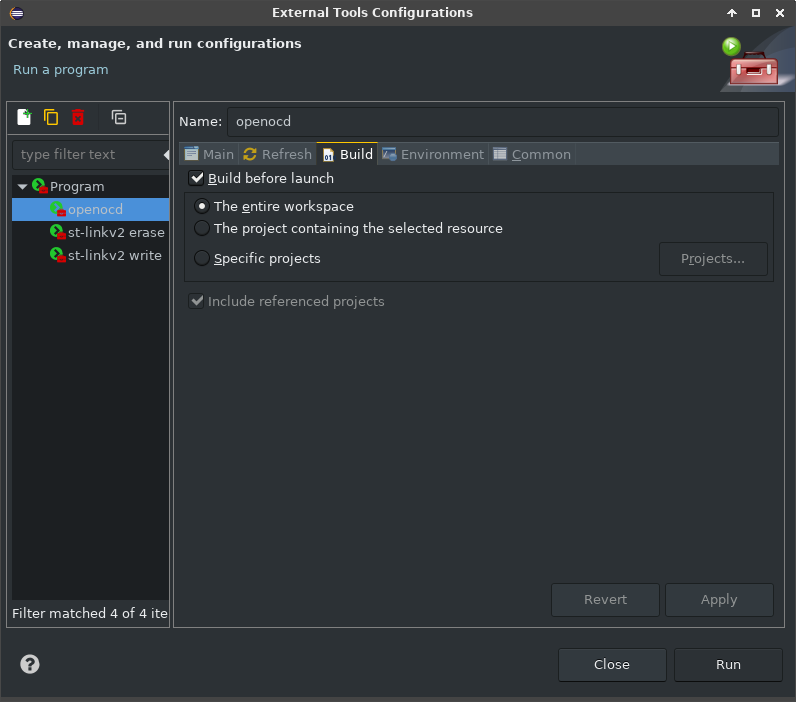 External Tools Configurations
Create, manage, and run configurations
Run a program
Name: openocd
type filter text
Main Refresh Build Environment Common
Program
openocd
st-linkv2 erase
st-linkv2 write
Build before launch
The entire workspace
The project containing the selected resource
Specific projects
Projects...
Include referenced projects
Filter matched 4 of 4 ite
Revert Apply
Close Run